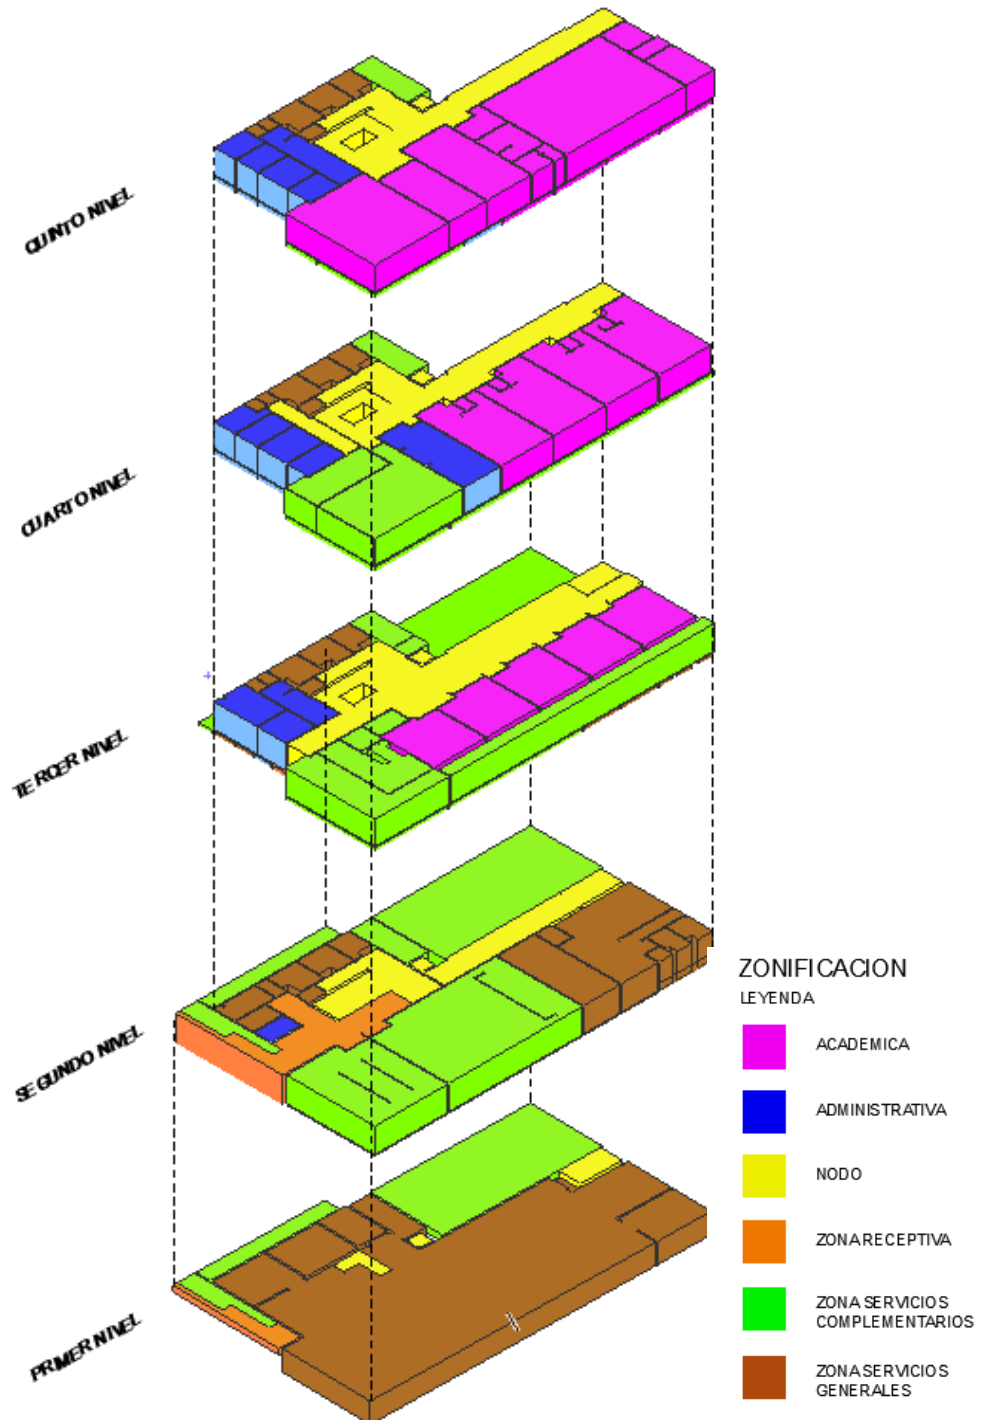 QUINTO NIVEL
CUARTO NIVEL
TERCER NIVEL
SEGUNDO NIVEL
PRIMER NIVEL
ZONIFICACION
LEYENDA
ACADEMICA
ADMINISTRATIVA
NODO
ZONA RECEPTIVA
ZONA SERVICIOS
COMPLEMENTARIOS
ZONA SERVICIOS
GENERALES